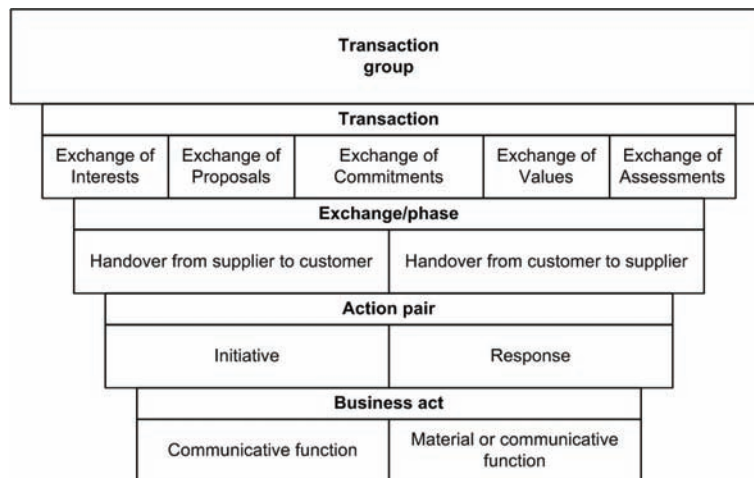 Transaction
group
Transaction
Exchange of
Interests
Exchange of
Proposals
Exchange of
Commitments
Exchange of
Values
Exchange of
Assessments
Exchange/phase
Handover from supplier to customer
Handover from customer to supplier
Action pair
Initiative
Response
Business act
Communicative function
Material or communicative
function